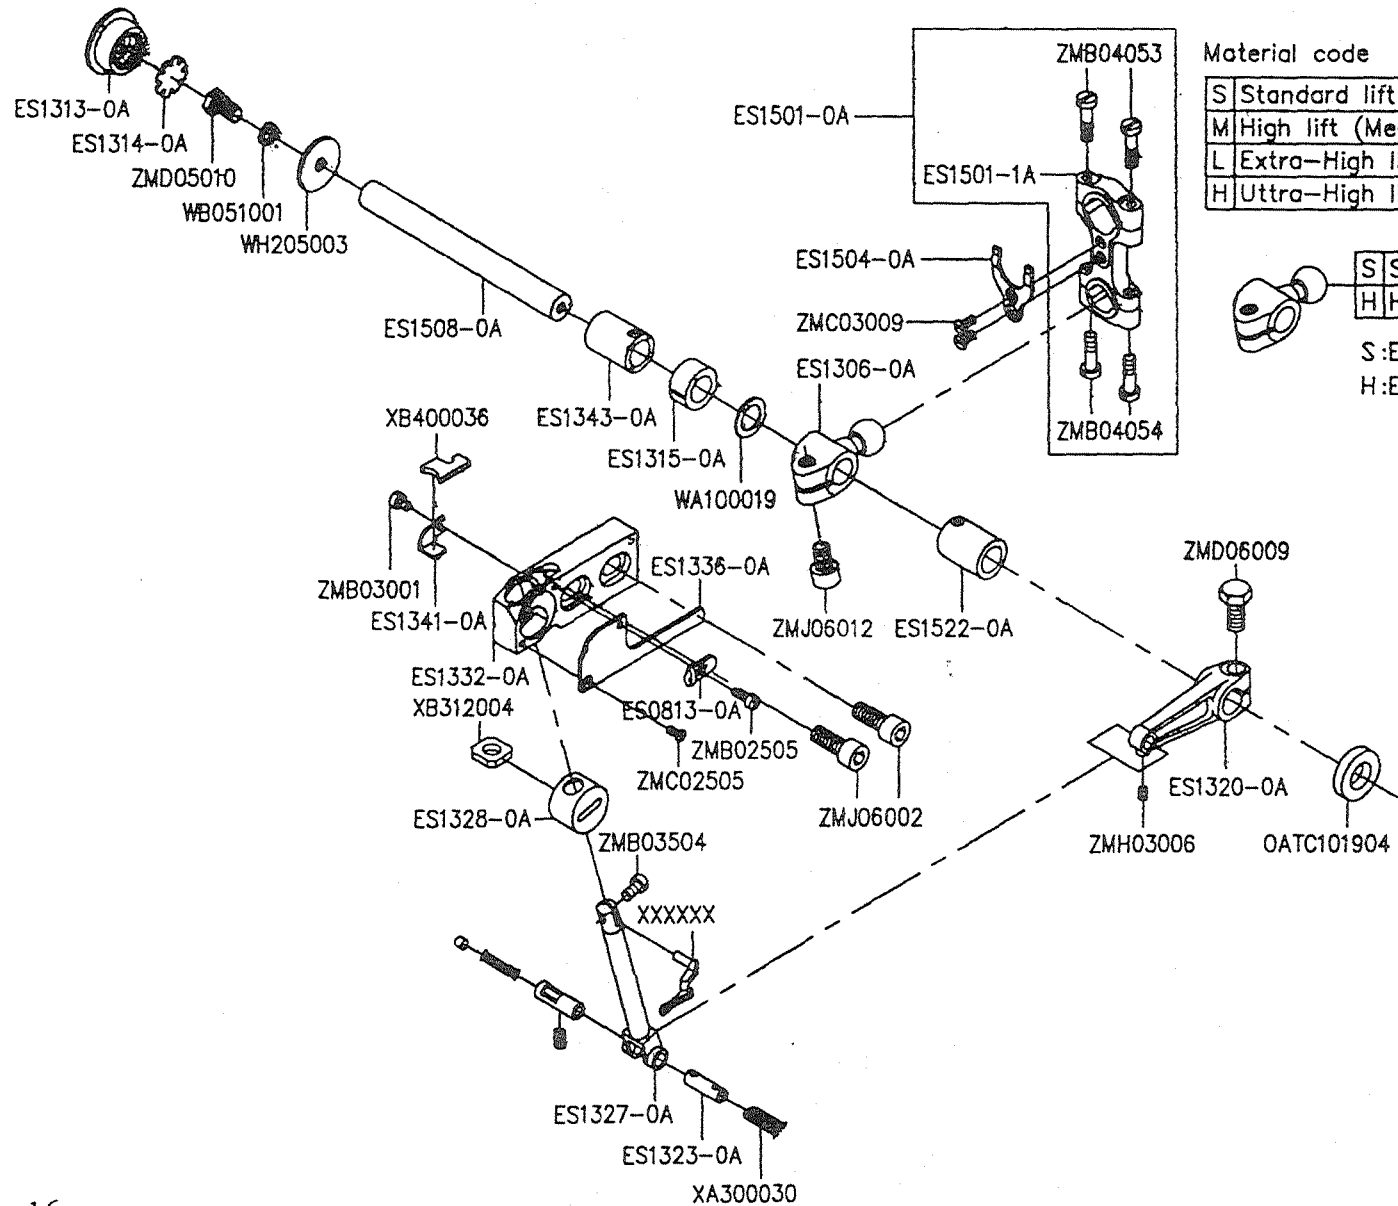 ES1313-0A
ES1314-0A
ZMD05010
WB051001
WH205003
ES1508-0A
ES1343-0A
ES1315-0A
WA100019
ES1501-0A
ZMB04053
ES1501-1A
ES1504-0A
ZMC03009
ES1306-0A
ZMB04054
Material code
S Standard lift
M High lift (Me
L Extra-High l
H Uttra-High l
S S
H H
S:E
H:E
XB400036
ZMB03001
ES1341-0A
ES1336-0A
ZMJ06012
ES1522-0A
ZMD06009
S
ES1332-0A
XB312004
ES0813-0A
ZMB02505
ZMC02505
ZMJ06002
ES1328-0A
ZMB03504
XXXXXX
ES1320-0A
ZMH03006
OATC101904
ES1327-0A
ES1323-0A
XA300030